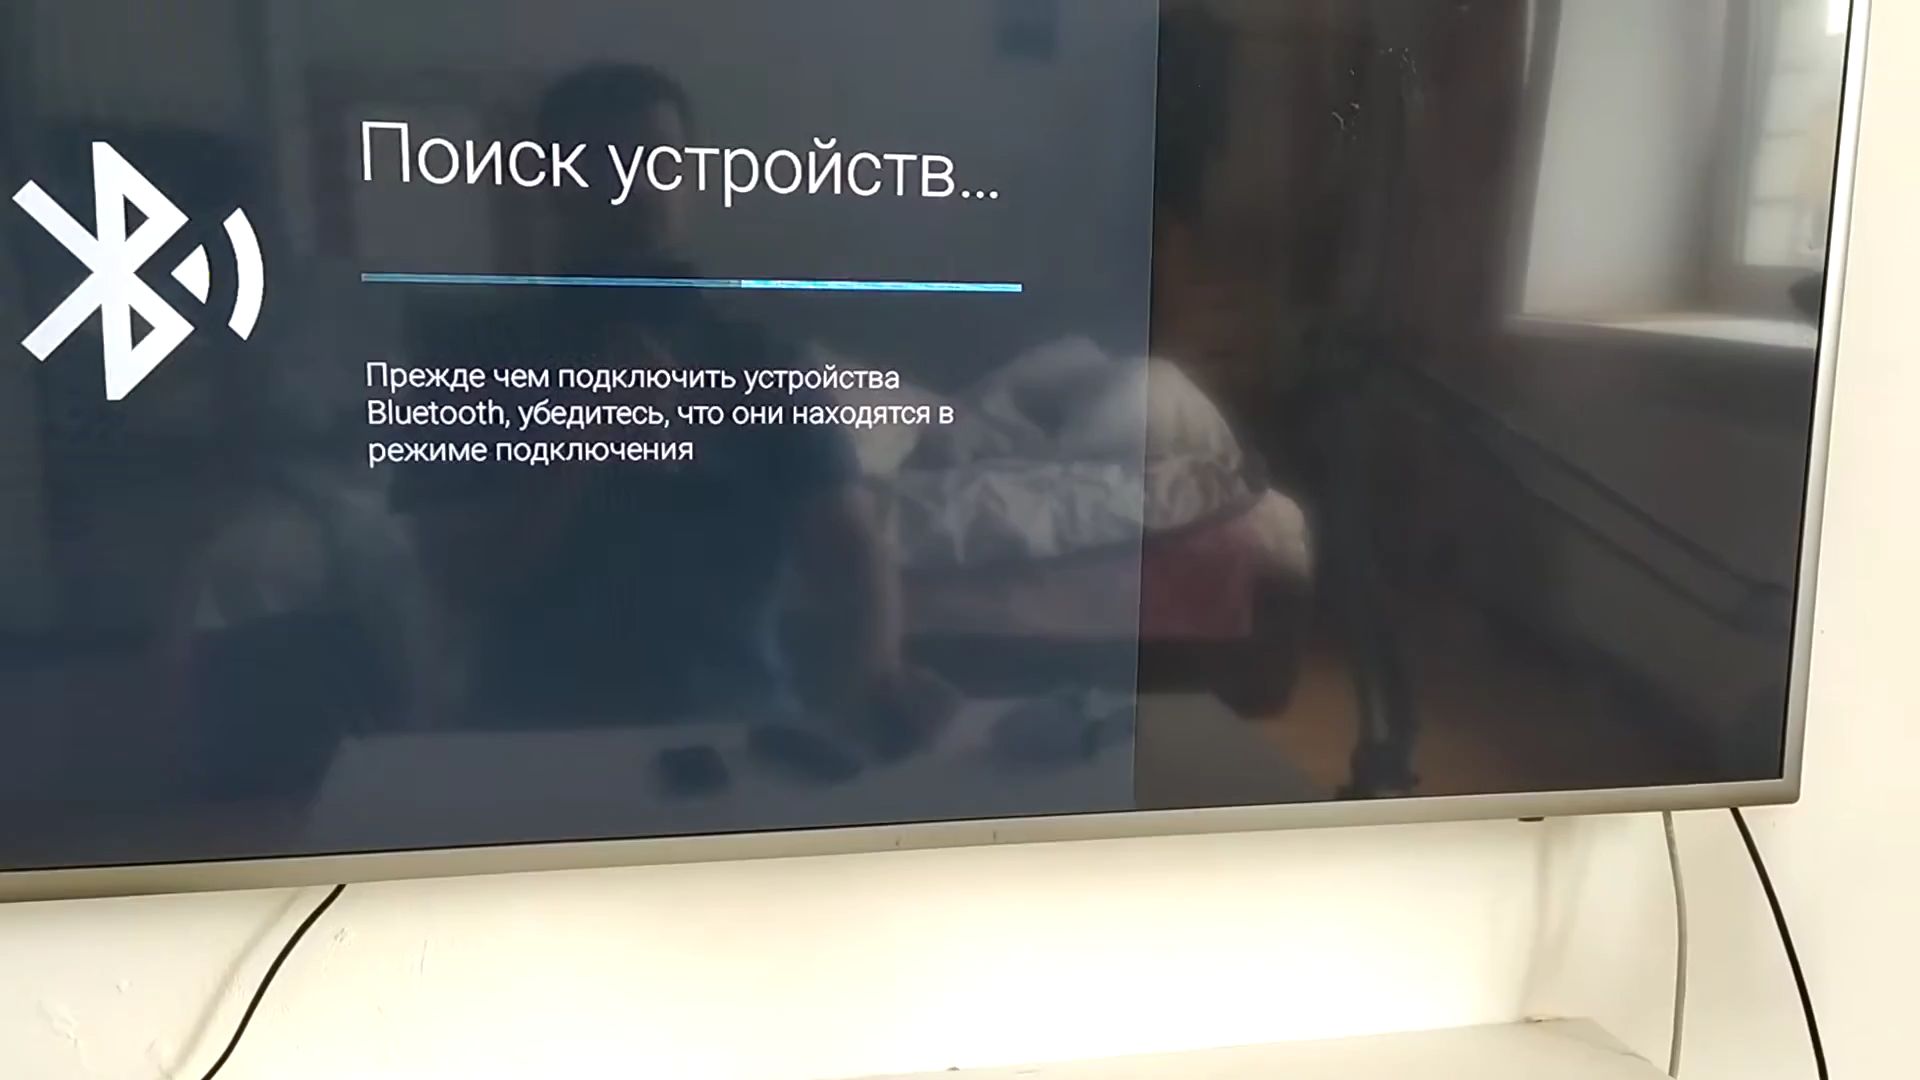 Поиск устройств...
Прежде чем подключить устройства
Bluetooth, убедитесь, что они находятся в
режиме подключения